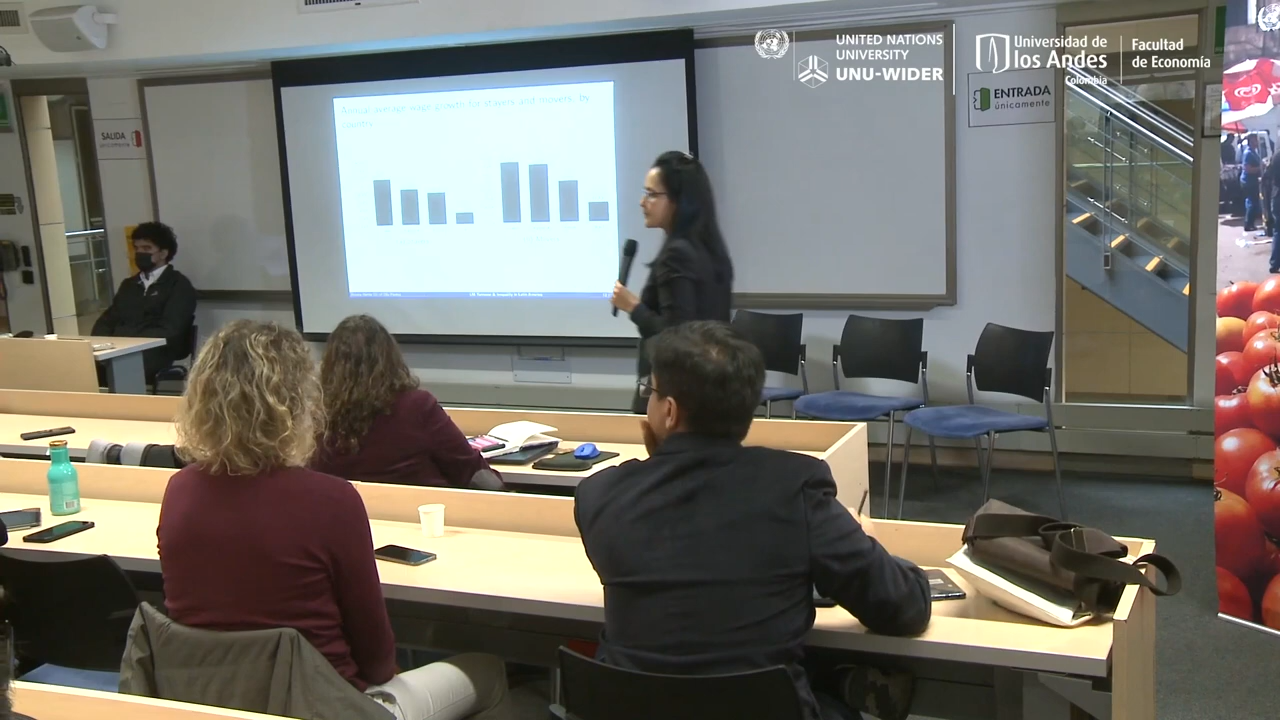 UNITED NATIONS
UNIVERSITY
UNU-WIDER
Universidad de
los Andes
Colombia
Facultad
de Economía
ENTRADA
únicamente
SALIDA
únicamente
Annual average wage growth for stayers and movers, by
country